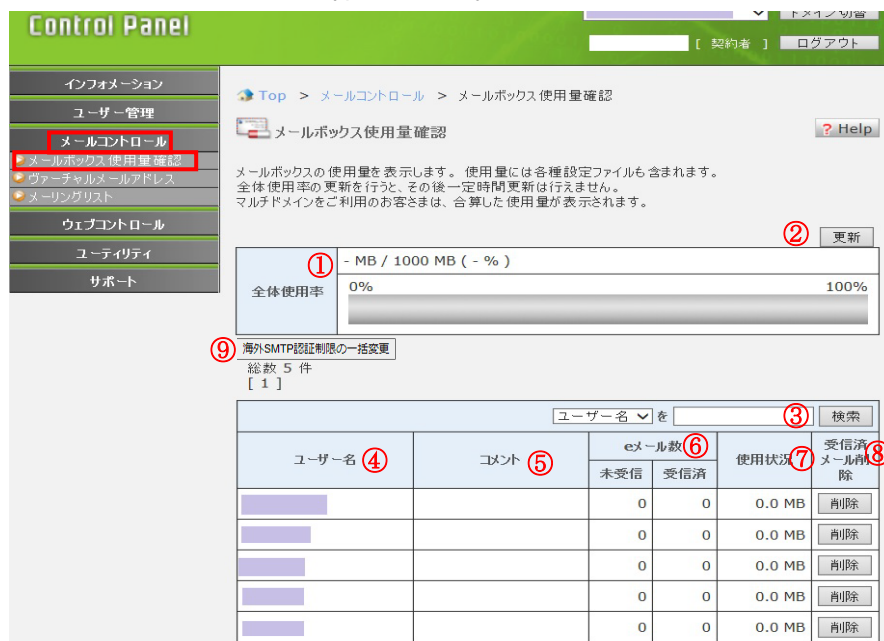 Control Panel
ドメイン切替
[ 契約者 ] ログアウト
インフォメーション
ユーザー管理
メールコントロール
メールボックス使用量確認
ヴァーチャルメールアドレス
メーリングリスト
ウェブコントロール
ユーティリティ
サポート
Top > メールコントロール > メールボックス使用量確認
メールボックス使用量確認
? Help
メールボックスの使用量を表示します。使用量には各種設定ファイルも含まれます。
全体使用率の更新を行うと、その後一定時間更新は行えません。
マルチドメインをご利用のお客さまは、合算した使用量が表示されます。
② 更新
① - MB / 1000 MB ( - % )
全体使用率 0% 100%
⑨ 海外SMTP認証制限の一括変更
総数 5 件
[ 1 ]
ユーザー名 を ③ 検索
ユーザー名 ④ コメント ⑤ eメール数 ⑥ 使用状況 ⑦ 受信済メール削除 ⑧
未受信 受信済
0 0 0.0 MB 削除
0 0 0.0 MB 削除
0 0 0.0 MB 削除
0 0 0.0 MB 削除
0 0 0.0 MB 削除